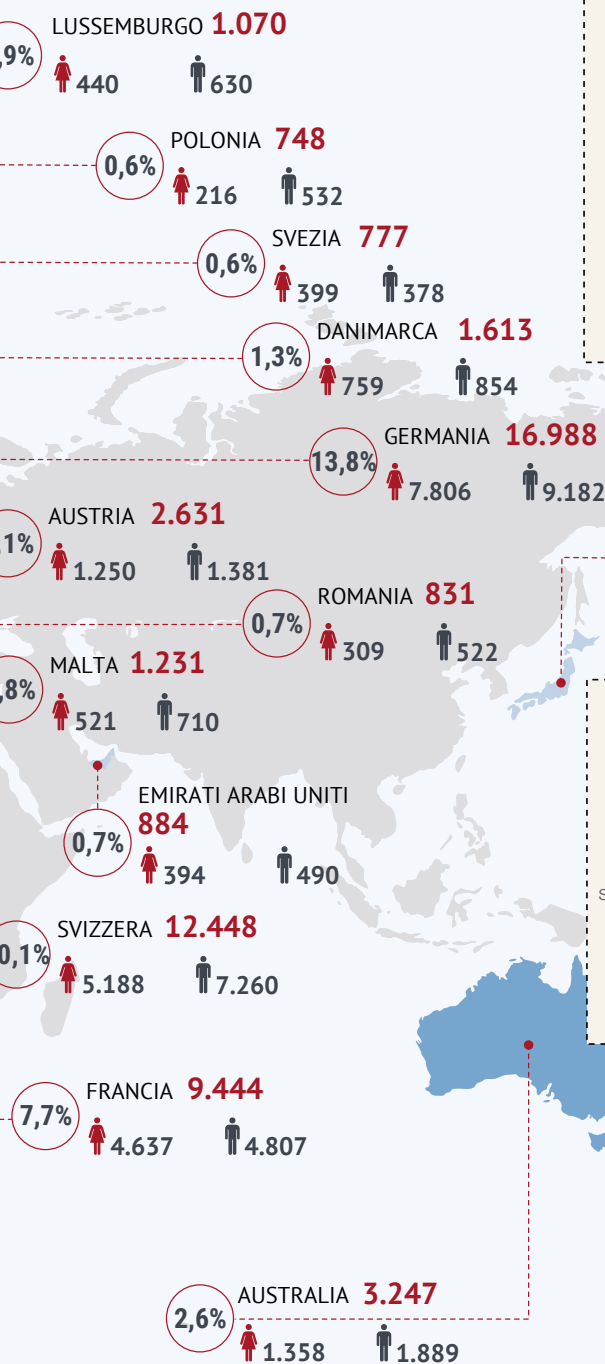 LUSSEMBURGO 1.070
,9%
440 630
POLONIA 748
0,6%
216 532
SVEZIA 777
0,6%
399 378
DANIMARCA 1.613
1,3%
759 854
GERMANIA 16.988
13,8%
7.806 9.182
AUSTRIA 2.631
,1%
1.250 1.381
ROMANIA 831
0,7%
309 522
MALTA 1.231
,8%
521 710
EMIRATI ARABI UNITI
884
0,7%
394 490
SVIZZERA 12.448
0,1%
5.188 7.260
FRANCIA 9.444
7,7%
4.637 4.807
AUSTRALIA 3.247
2,6%
1.358 1.889